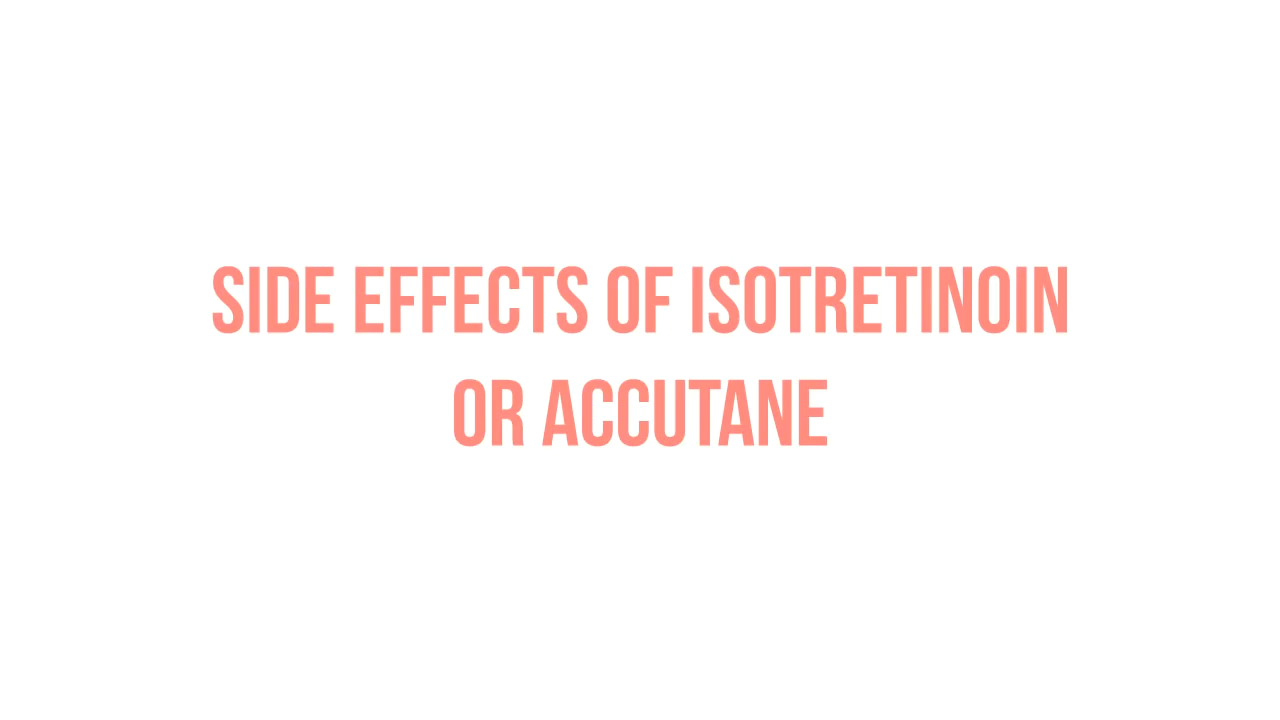 SIDE EFFECTS OF ISOTRETINOIN
OR ACCUTANE